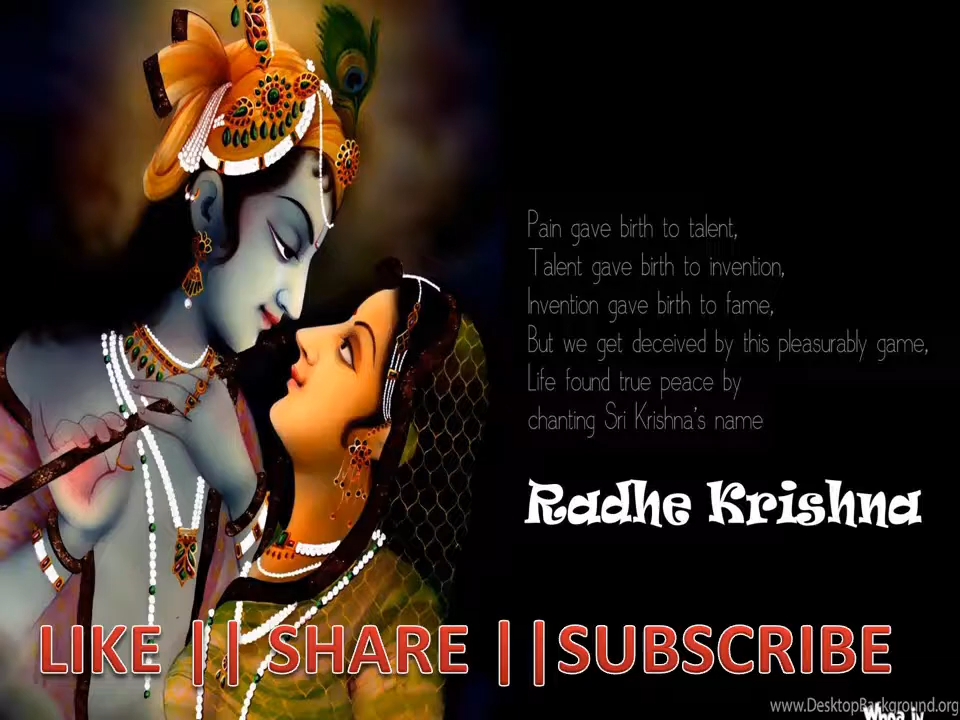 Pain gave birth to talent,
Talent gave birth to invention,
Invention gave birth to fame,
But we get deceived by this pleasurably game,
Life found true peace by
chanting Sri Krishna's name
Radhe Krishna
LIKE || SHARE ||SUBSCRIBE
www.DesktopBackground.org